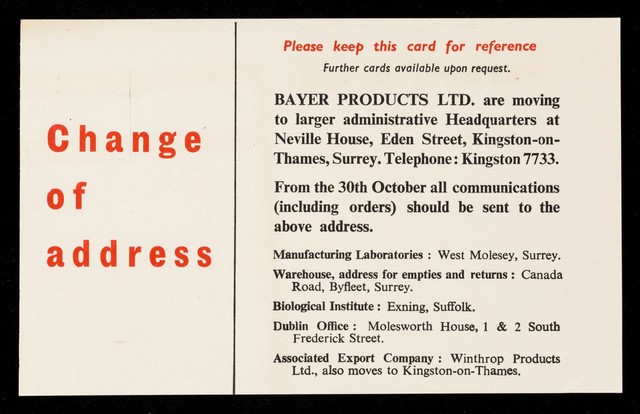 Change
of
address
Please keep this card for reference
Further cards available upon request.
BAYER PRODUCTS LTD. are moving
to larger administrative Headquarters at
Neville House, Eden Street, Kingston-on-
Thames, Surrey. Telephone: Kingston 7733.
From the 30th October all communications
(including orders) should be sent to the
above address.
Manufacturing Laboratories : West Molesey, Surrey.
Warehouse, address for empties and returns : Canada
Road, Byfleet, Surrey.
Biological Institute : Exning, Suffolk.
Dublin Office : Molesworth House, 1 & 2 South
Frederick Street.
Associated Export Company : Winthrop Products
Ltd., also moves to Kingston-on-Thames.